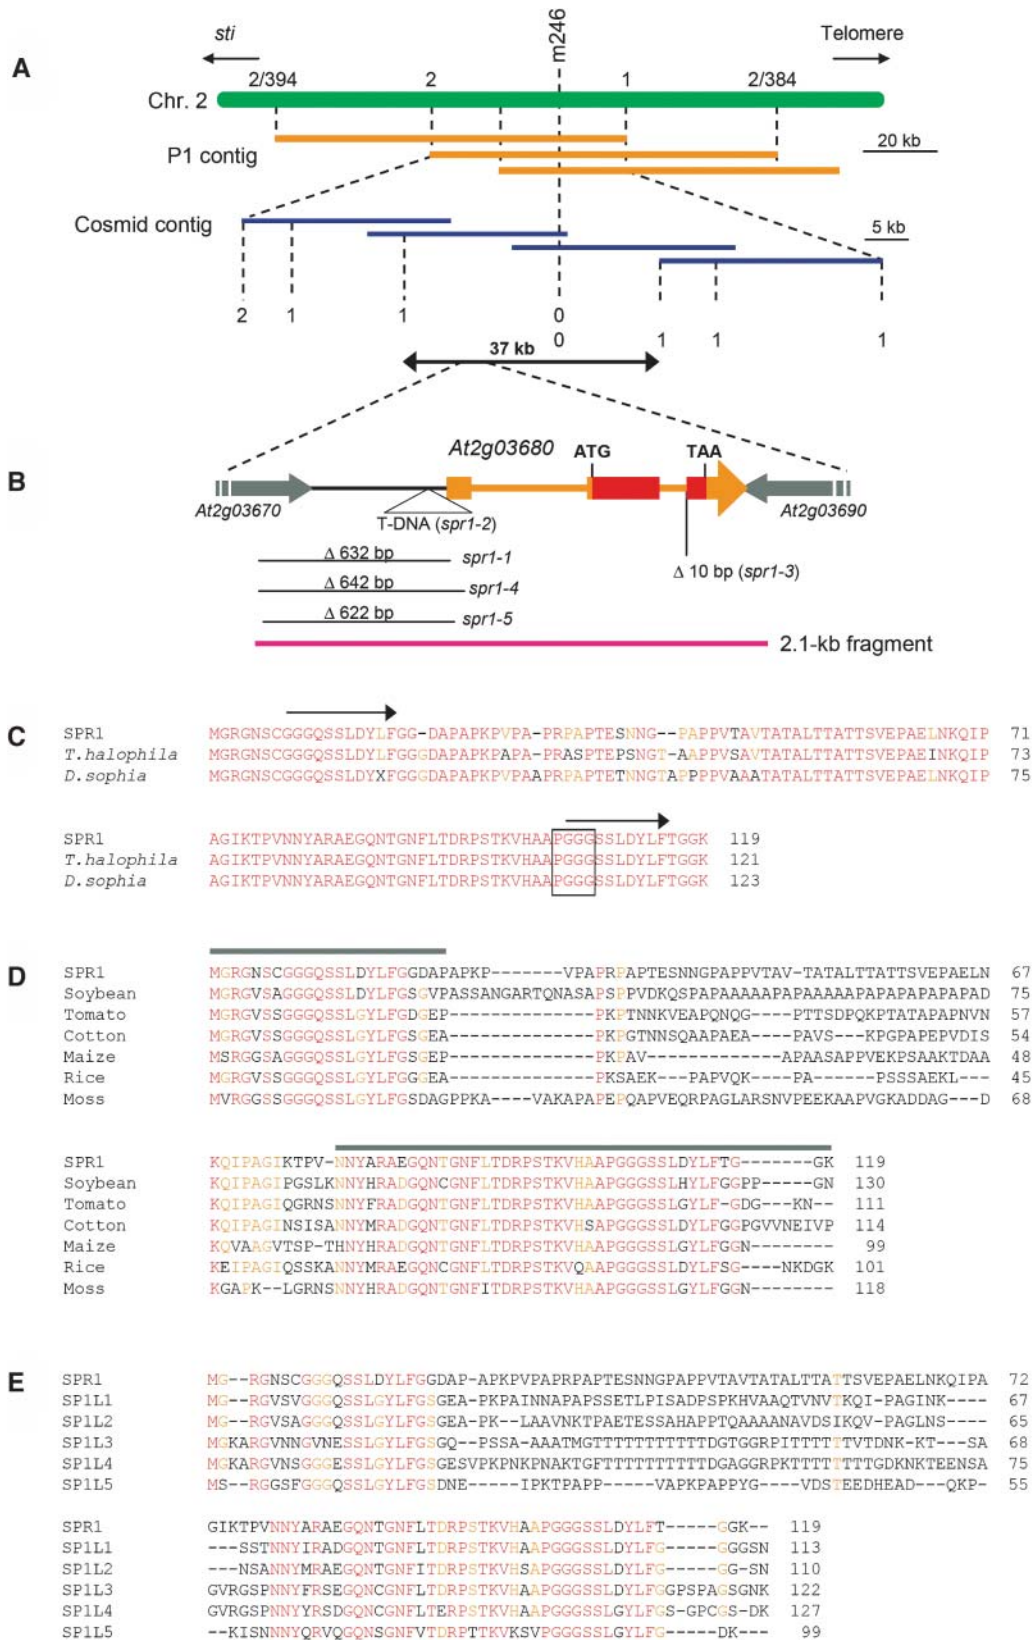 A
sti
m246
Telomere
2/394
2
1
2/384
Chr. 2
P1 contig
20 kb
Cosmid contig
5 kb
2
1
1
0
0
1
1
1
37 kb
B
At2g03680
ATG
TAA
At2g03670
T-DNA (spr1-2)
At2g03690
Δ 632 bp
spr1-1
Δ 10 bp (spr1-3)
Δ 642 bp
spr1-4
Δ 622 bp
spr1-5
2.1-kb fragment
C
SPR1 MGRGNSCGGGQSSLDYLFGG-DAPAPKPVPA-PRPAPTESNNG--PAPPVTAVTATALTTATTSVEPAELNKQIP 71
T.halophila MGRGNSCGGGQSSLDYLFGGGDAPAPKPAPA-PRASPTEPSNGT-AAPPVSAVTATALTTATTSVEPAEINKQIP 73
D.sophia MGRGNSCGGGQSSLDYXFGGGDAPAPKPVPAAPRPAPTETNNGTAPPPPVAAATATALTTATTSVEPAELNKQIP 75
SPR1 AGIKTPVNNYARAEGQNTGNFLTDRPSTKVHAAPGGGSSLDYLFTGGK 119
T.halophila AGIKTPVNNYARAEGQNTGNFLTDRPSTKVHAAPGGGSSLDYLFTGGK 121
D.sophia AGIKTPVNNYARAEGQNTGNFLTDRPSTKVHAAPGGGSSLDYLFTGGK 123
D
SPR1 MGRGNSCGGGQSSLDYLFGGDAPAPKP-------VPAPRPAPTESNNGPAPPVTAV-TATALTTATTSVEPAELN 67
Soybean MGRGVSAGGGQSSLDYLFGSGVPASSANGARTQNASAPSPPVDKQSPAPAAAAAPAPAAAAAPAPAPAPAPAPAD 75
Tomato MGRGVSSGGGQSSLGYLFGDGEP--------------PKPTNNKVEAPQNQG---PTTSDPQKPTATAPAPNVN 57
Cotton MGRGVSSGGGQSSLGYLFGSGEA--------------PKPGTNNSQAAPAEA----PAVS---KPGPAPEPVDIS 54
Maize MSRGGSAGGGQSSLGYLFGSGEP--------------PKPAV-------------APAASAPPVEKPSAAKTDAA 48
Rice MGRGVSSGGGQSSLGYLFGGGEA--------------PKSAEK---PAPVQK----PA------PSSSAEKL--- 45
Moss MVRGGSSGGGQSSLGYLFGSDAGPPKA----VAKAPAPEPQAPVEQRPAGLARSNVPEEKAAPVGKADDAG---D 68
SPR1 KQIPAGIKTPV-NNYARAEGQNTGNFLTDRPSTKVHAAPGGGSSLDYLFTG-------GK 119
Soybean KQIPAGIPGSLKNNYHRADGQNCGNFLTDRPSTKVHAAPGGGSSLHYLFGGPP-----GN 130
Tomato KQIPAGIQGRNSNNYFRADGQNTGNFLTDRPSTKVHAAPGGGSSLGYLFG-GDG---KN-- 111
Cotton KQIPAGINSISANNYMRADGQNTGNFLTDRPSTKVHSAPGGGSSLDYLFGGPGVVNEIVP 114
Maize KQVAAGVTSP-THNYHRADGQNTGNFLTDRPSTKVHAAPGGGSSLGYLFGGN-------- 99
Rice KEIPAGIQSSKANNYMRAEGQNCGNFLTDRPSTKVQAAPGGGSSLGYLFSG---NKDGK 101
Moss KGAPK--LGRNSNNYHRADGQNTGNFITDRPSTKVHAAPGGGSSLGYLFGGN-------- 118
E
SPR1 MG--RGNSCGGGQSSLDYLFGGDAP-APKPVPAPRPAPTESNNGPAPPVTAVTATALTTATTSVEPAELNKQIPA 72
SP1L1 MG--RGVSVGGGQSSLGYLFGSGEA-PKPAINNAPAPSSETLPISADPSPKHVAAQTVNVTKQI-PAGINK---- 67
SP1L2 MG--RGVSAGGGQSSLGYLFGSGEA-PK--LAAVNKTPAETESSAHAPPTQAAAANAVDSIKQV-PAGLNS---- 65
SP1L3 MGKARGVNNGVNESSLGYLFGSGQ--PSSA-AAATMGTTTTTTTTTTTDGTGGRPITTTTTTVTDNK-KT---SA 68
SP1L4 MGKARGVNSGGGESSLGYLFGSGESVPKPNKPNAKTGFTTTTTTTTTTDGAGGRPKTTTTTTTTGDKNKTEENSA 75
SP1L5 MS--RGGSFGGGQSSLGYLFGSDNE-----IPKTPAPP----VAPKPAPPYG----VDSTEEDHEAD--QKP- 55
SPR1 GIKTPVNNYARAEGQNTGNFLTDRPSTKVHAAPGGGSSLDYLFT-----GGK-- 119
SP1L1 ---SSTNNYIRADGQNTGNFLTDRPSTKVHAAPGGGSSLDYLFG-----GGGSN 113
SP1L2 ---NSANNYMRAEGQNTGNFITDRPSTKVHSAPGGGSSLDYLFG-----GG-SN 110
SP1L3 GVRGSPNNYFRSEGQNCGNFLTDRPSTKVHAAPGGGSSLDYLFGGPSPAGSGNK 122
SP1L4 GVRGSPNNYYRSDGQNCGNFLTERPSTKVHAAPGGGSSLGYLFGS-GPCGS-DK 127
SP1L5 --KISNNNYQRVQGQNSGNFVTDRPTTKVKSVPGGGSSLGYLFG-----DK--- 99